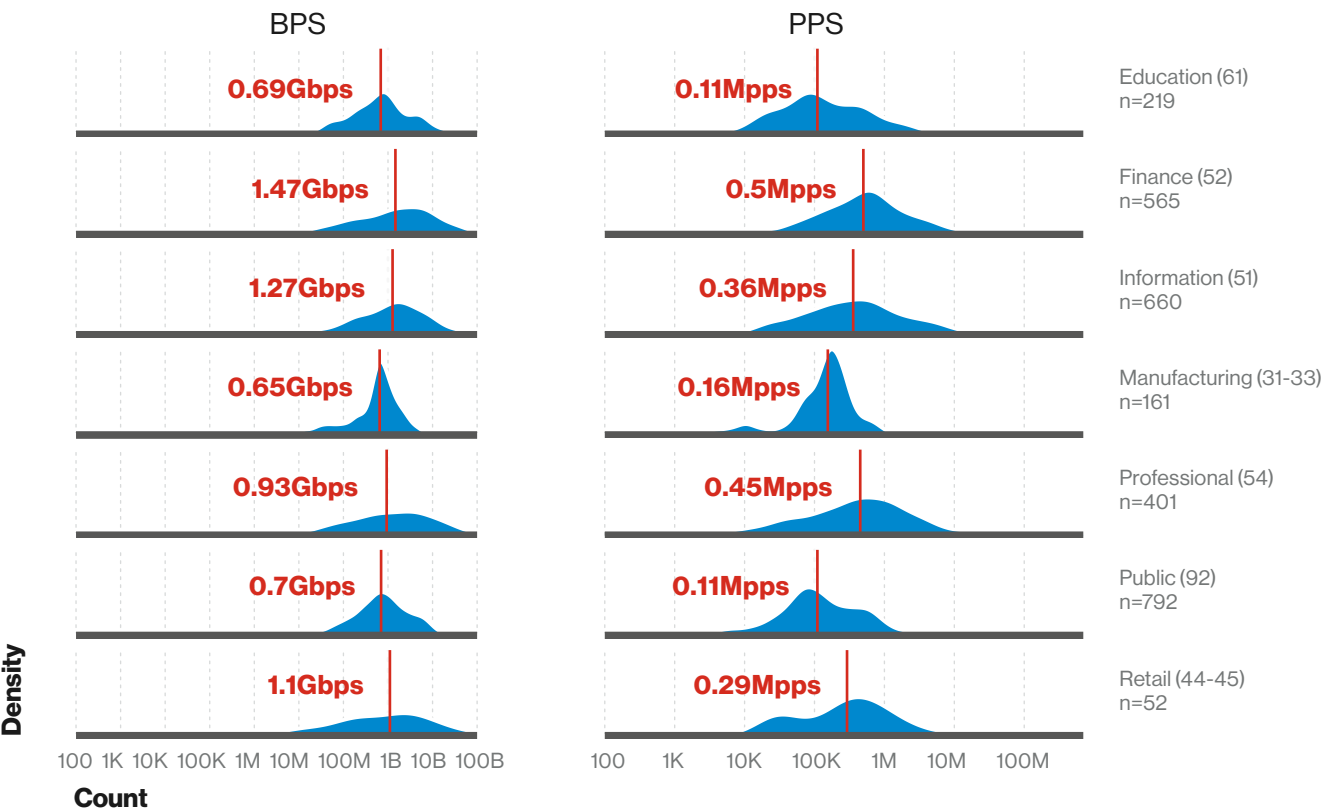 BPS PPS
0.69Gbps 0.11Mpps Education (61)
n=219
1.47Gbps 0.5Mpps Finance (52)
n=565
1.27Gbps 0.36Mpps Information (51)
n=660
0.65Gbps 0.16Mpps Manufacturing (31-33)
n=161
0.93Gbps 0.45Mpps Professional (54)
n=401
0.7Gbps 0.11Mpps Public (92)
n=792
1.1Gbps 0.29Mpps Retail (44-45)
n=52
Density
100 1K 10K 100K 1M 10M 100M 1B 10B 100B 100 1K 10K 100K 1M 10M 100M
Count